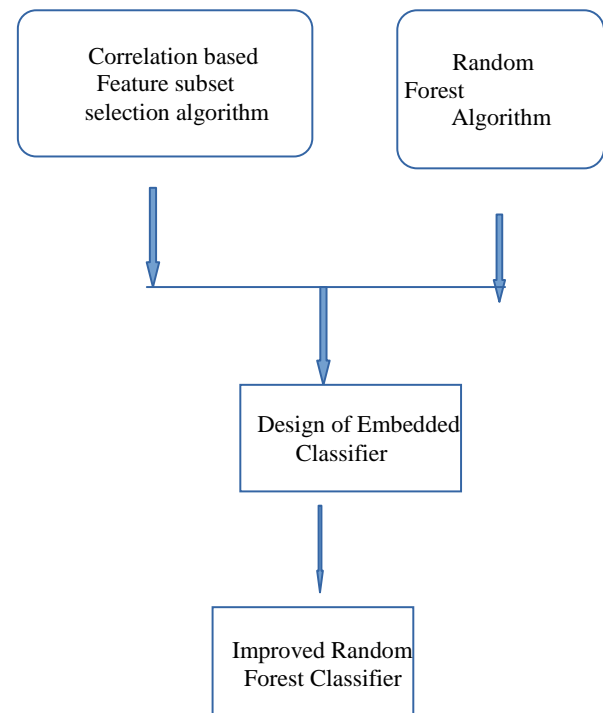 Correlation based
Feature subset
selection algorithm
Random
Forest
Algorithm
Design of Embedded
Classifier
Improved Random
Forest Classifier